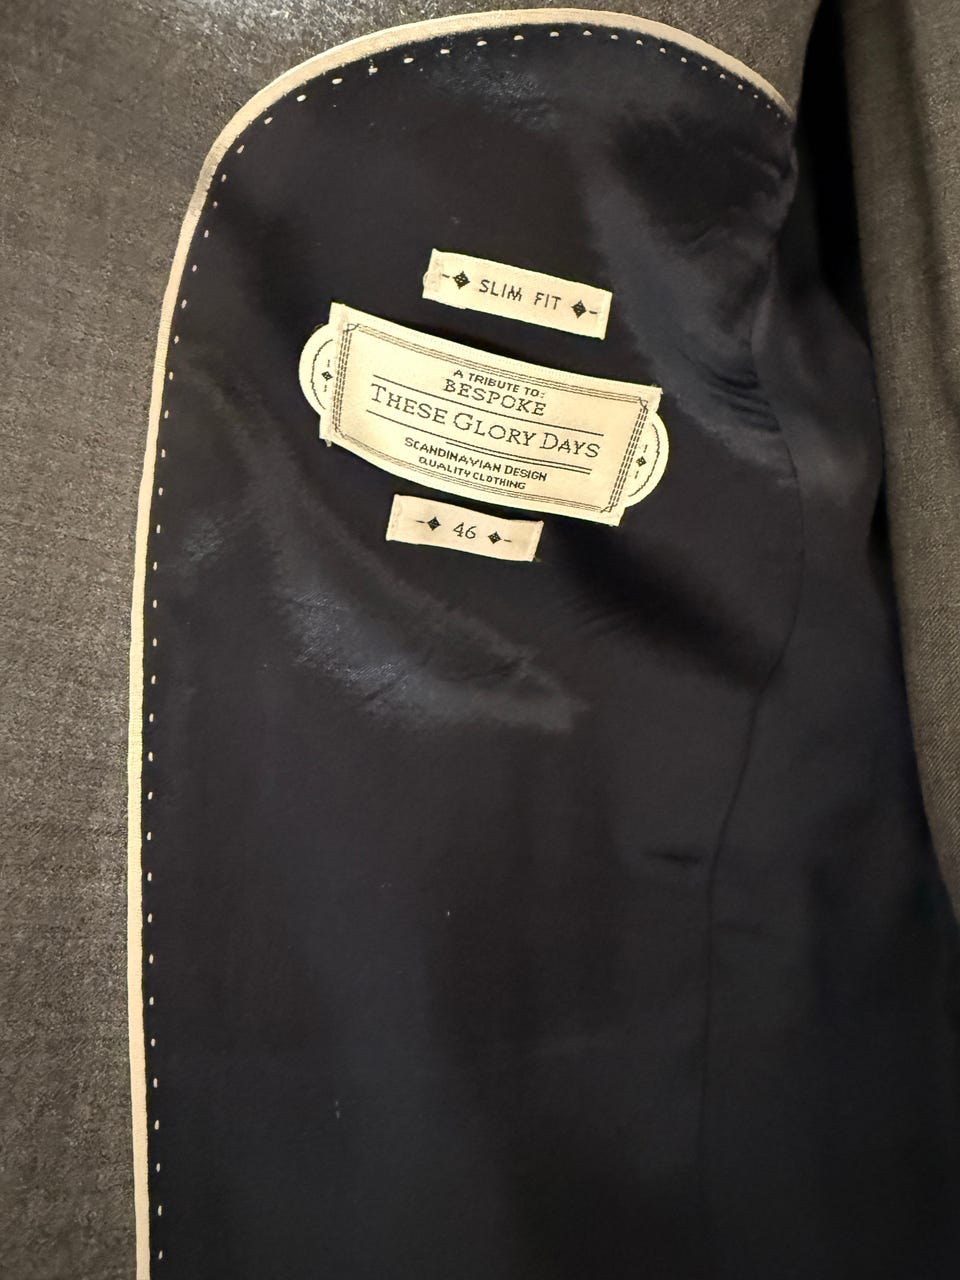 SLIM FIT
A TRIBUTE TO:
BESPOKE
THESE GLORY DAYS
SCANDINAVIAN DESIGN
QUALITY CLOTHING
46